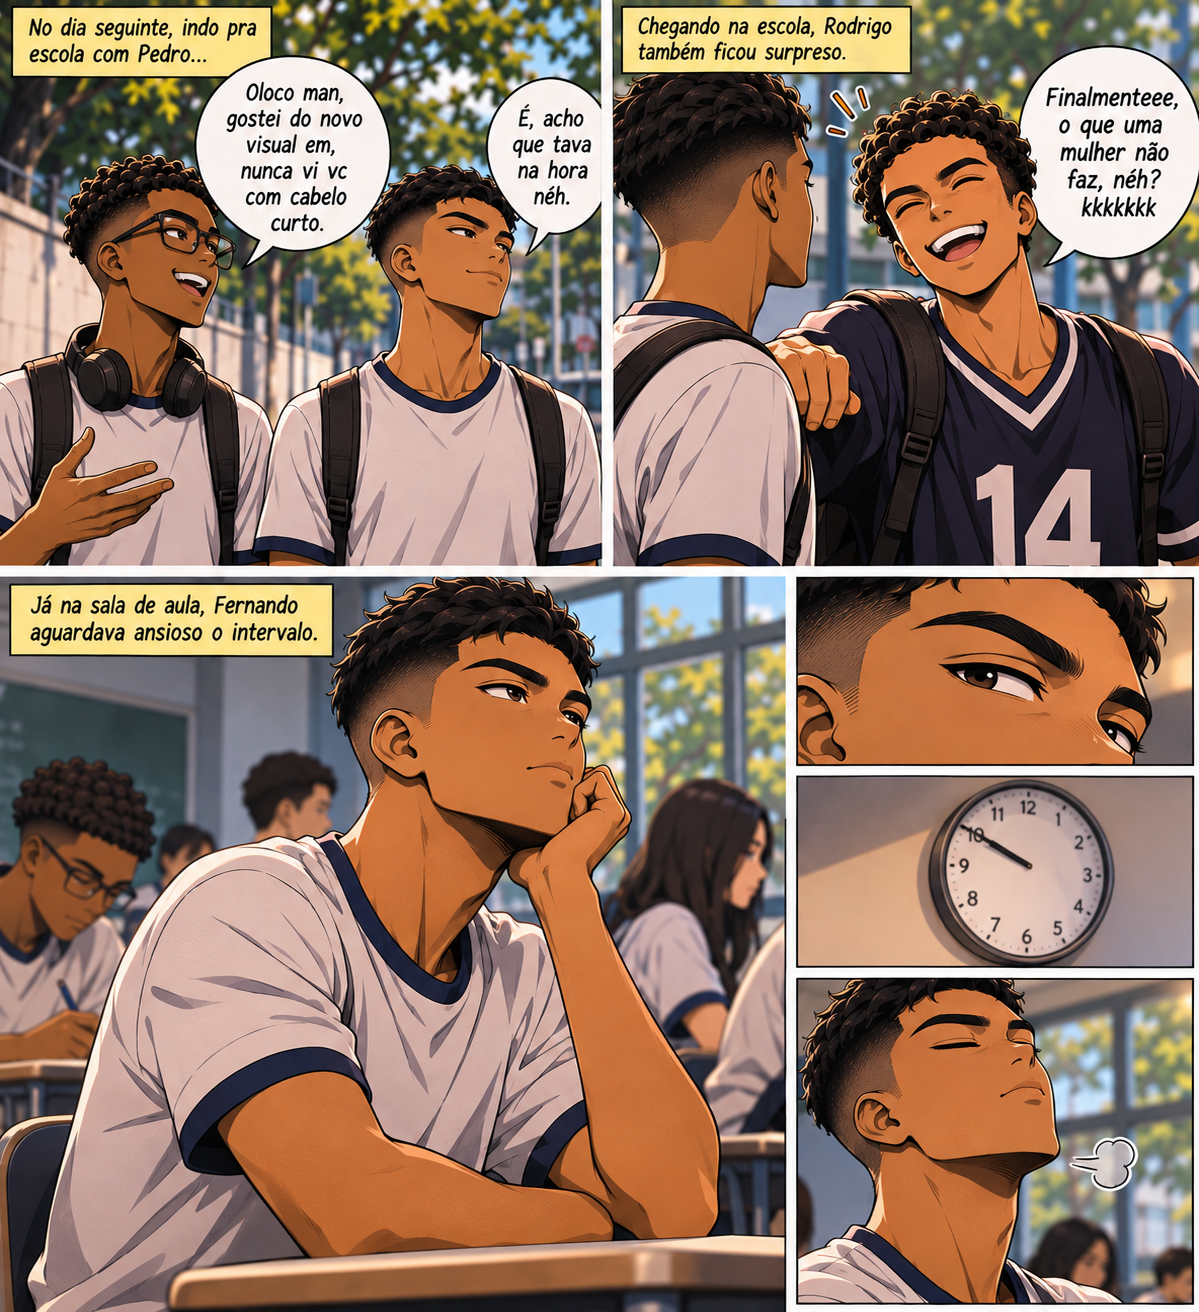 No dia seguinte, indo pra
escola com Pedro...
Oloco man,
gostei do novo
visual em,
nunca vi vc
com cabelo
curto.
É, acho
que tava
na hora
néh.
Chegando na escola, Rodrigo
também ficou surpreso.
Finalmenteee,
o que uma
mulher não
faz, néh?
kkkkkkk
14
Já na sala de aula, Fernando
aguardava ansioso o intervalo.
12
1
2
3
4
5
6
7
8
9
10
11